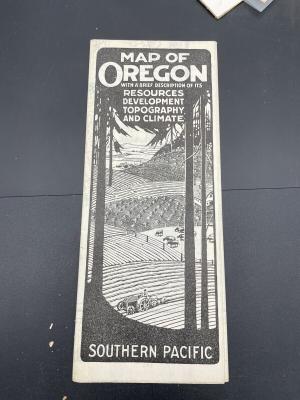 MAP OF
OREGON
WITH A BRIEF DESCRIPTION OF ITS
RESOURCES
DEVELOPMENT
TOPOGRAPHY
AND CLIMATE
SOUTHERN PACIFIC